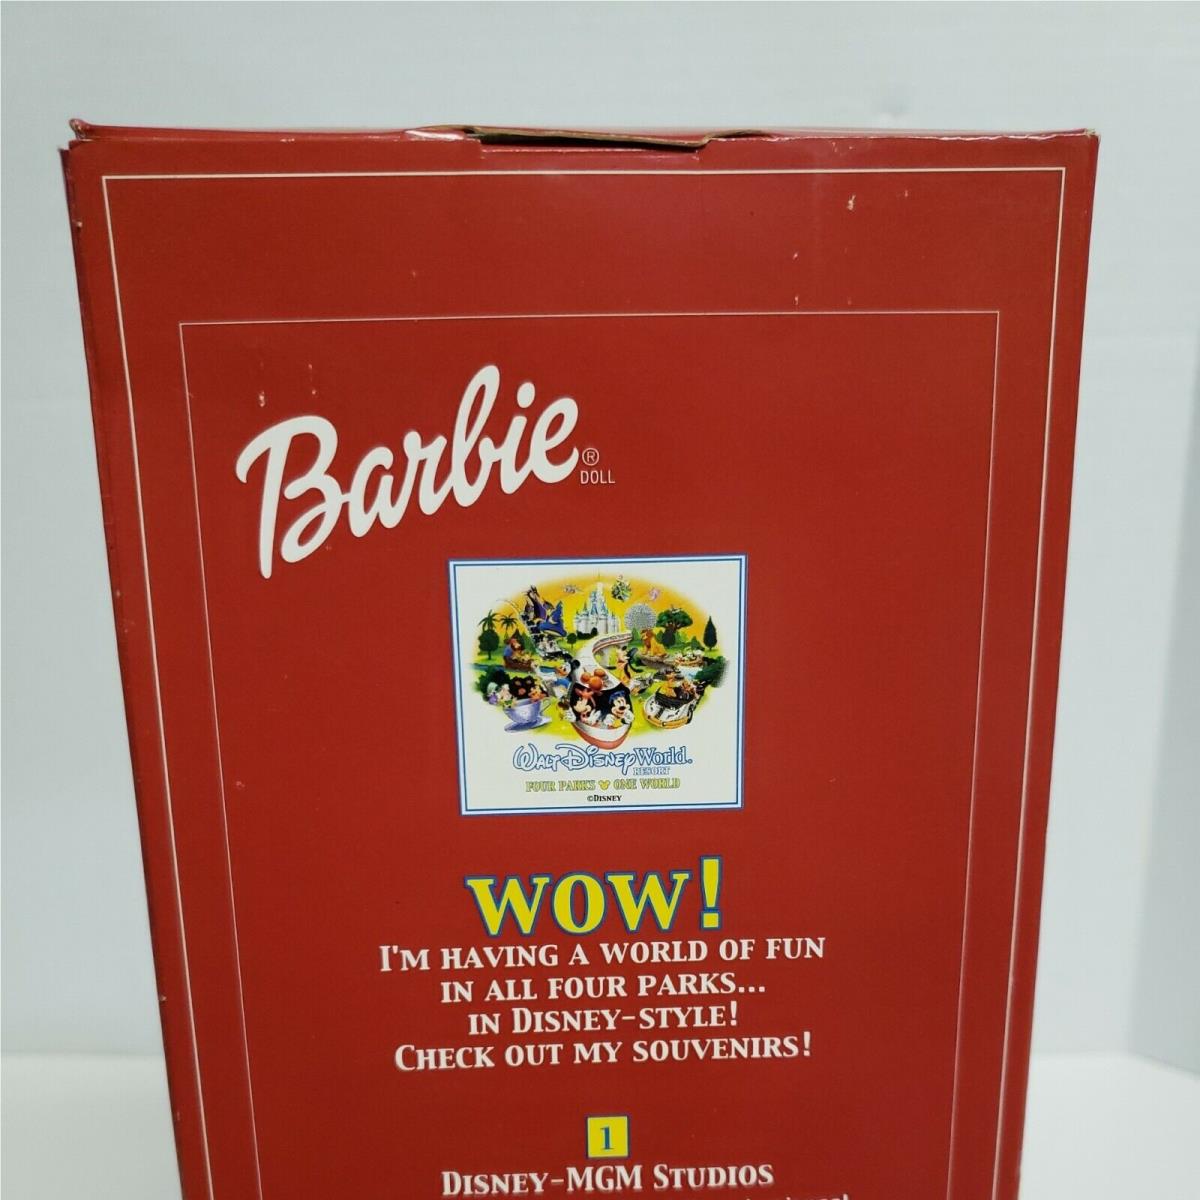 Barbie®
DOLL
WALT DISNEY World.
RESORT
FOUR PARKS ONE WORLD
©DISNEY
WOW!
I'M HAVING A WORLD OF FUN
IN ALL FOUR PARKS...
IN DISNEY-STYLE!
CHECK OUT MY SOUVENIRS!
1
DISNEY-MGM STUDIOS